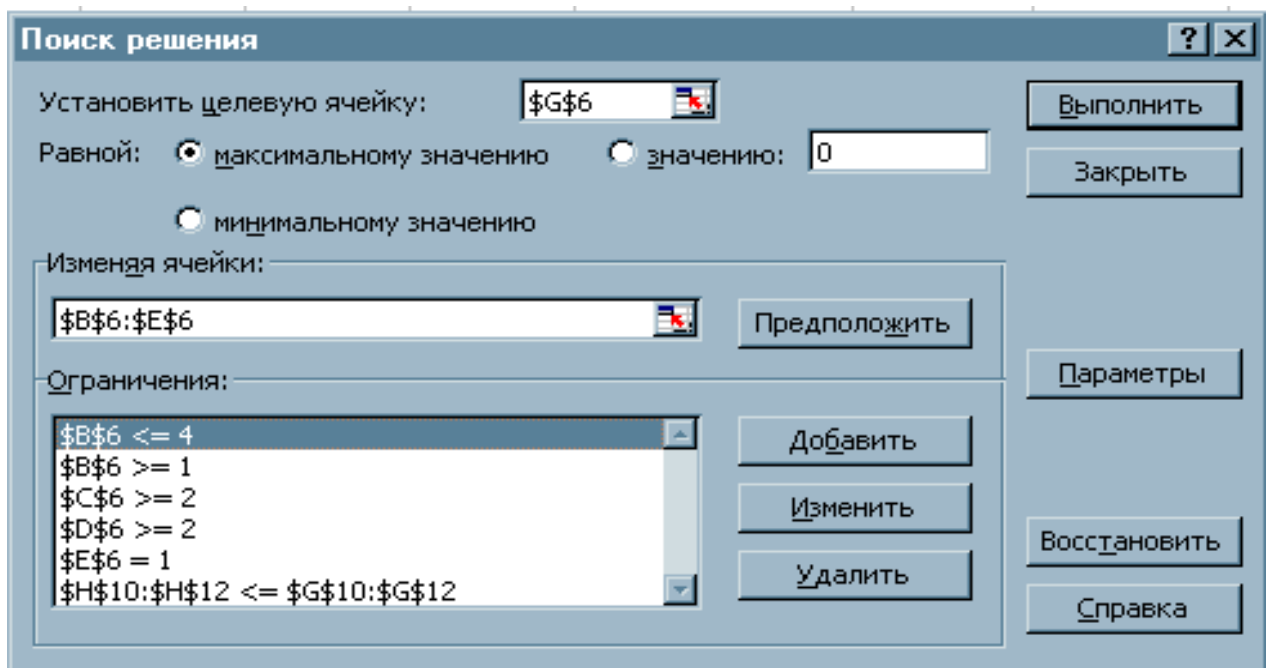 Поиск решения
Установить целевую ячейку: $G$6
Выполнить
Равной: максимальному значению значению: 0
Закрыть
минимальному значению
Изменяя ячейки:
$B$6:$E$6
Предположить
Ограничения:
Параметры
$B$6 <= 4
Добавить
$B$6 >= 1
$C$6 >= 2
Изменить
$D$6 >= 2
Восстановить
$E$6 = 1
Удалить
$H$10:$H$12 <= $G$10:$G$12
Справка